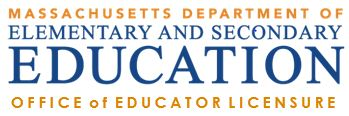 MASSACHUSETTS DEPARTMENT OF
ELEMENTARY AND SECONDARY
EDUCATION
OFFICE of EDUCATOR LICENSURE